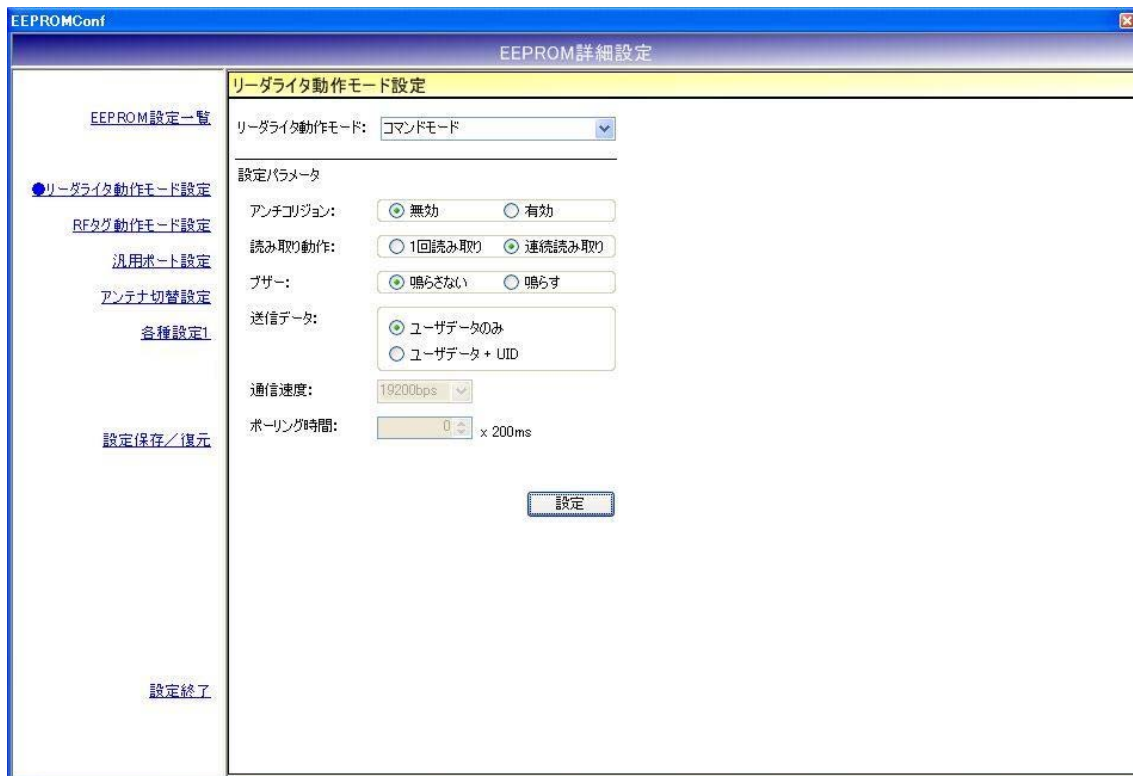 EEPROMConf
EEPROM詳細設定
EEPROM設定一覧
●リーダライタ動作モード設定
RFタグ動作モード設定
汎用ポート設定
アンテナ切替設定
各種設定1
設定保存／復元
設定終了
リーダライタ動作モード設定
リーダライタ動作モード: コマンドモード
設定パラメータ
アンチコリジョン: 無効 有効
読み取り動作: 1回読み取り 連続読み取り
ブザー: 鳴らさない 鳴らす
送信データ: ユーザデータのみ
ユーザデータ + UID
通信速度: 19200bps
ポーリング時間: 0 x 200ms
設定